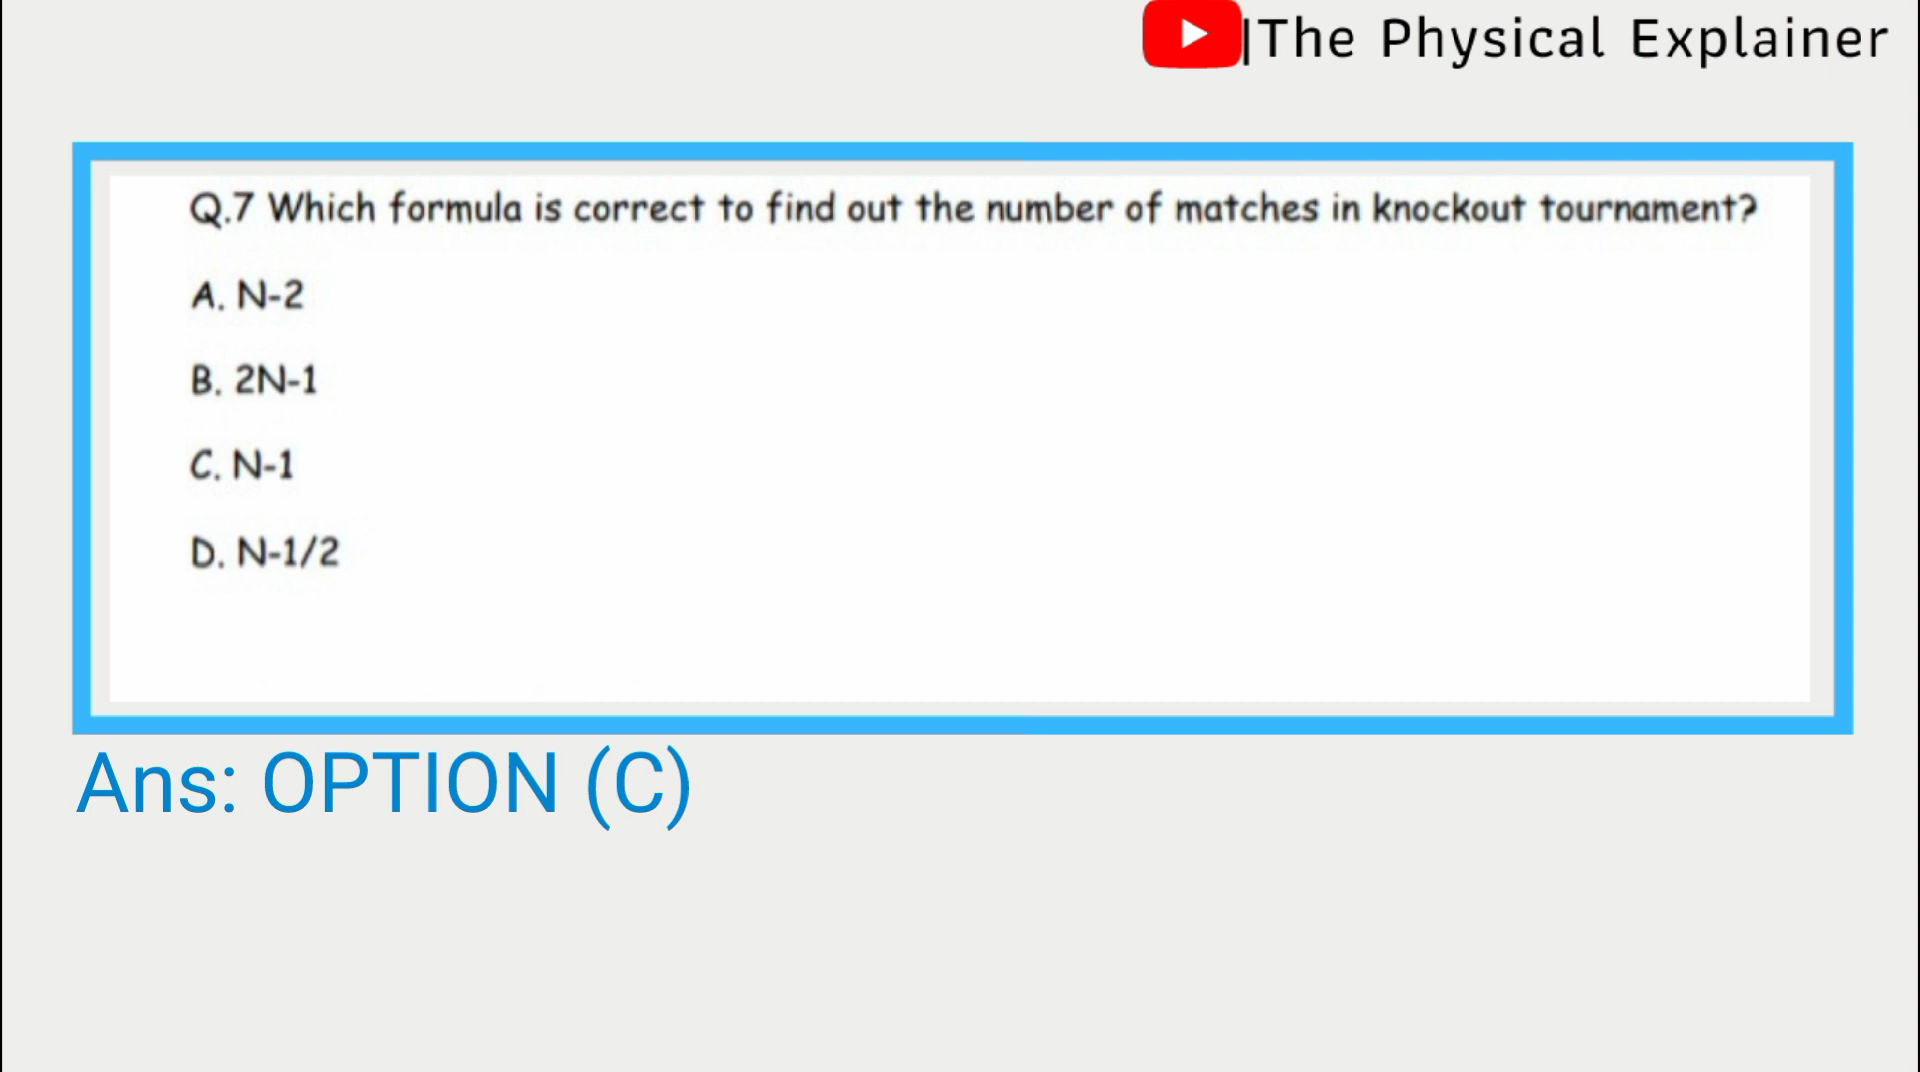 |The Physical Explainer
Q.7 Which formula is correct to find out the number of matches in knockout tournament?
A. N-2
B. 2N-1
C. N-1
D. N-1/2
Ans: OPTION (C)